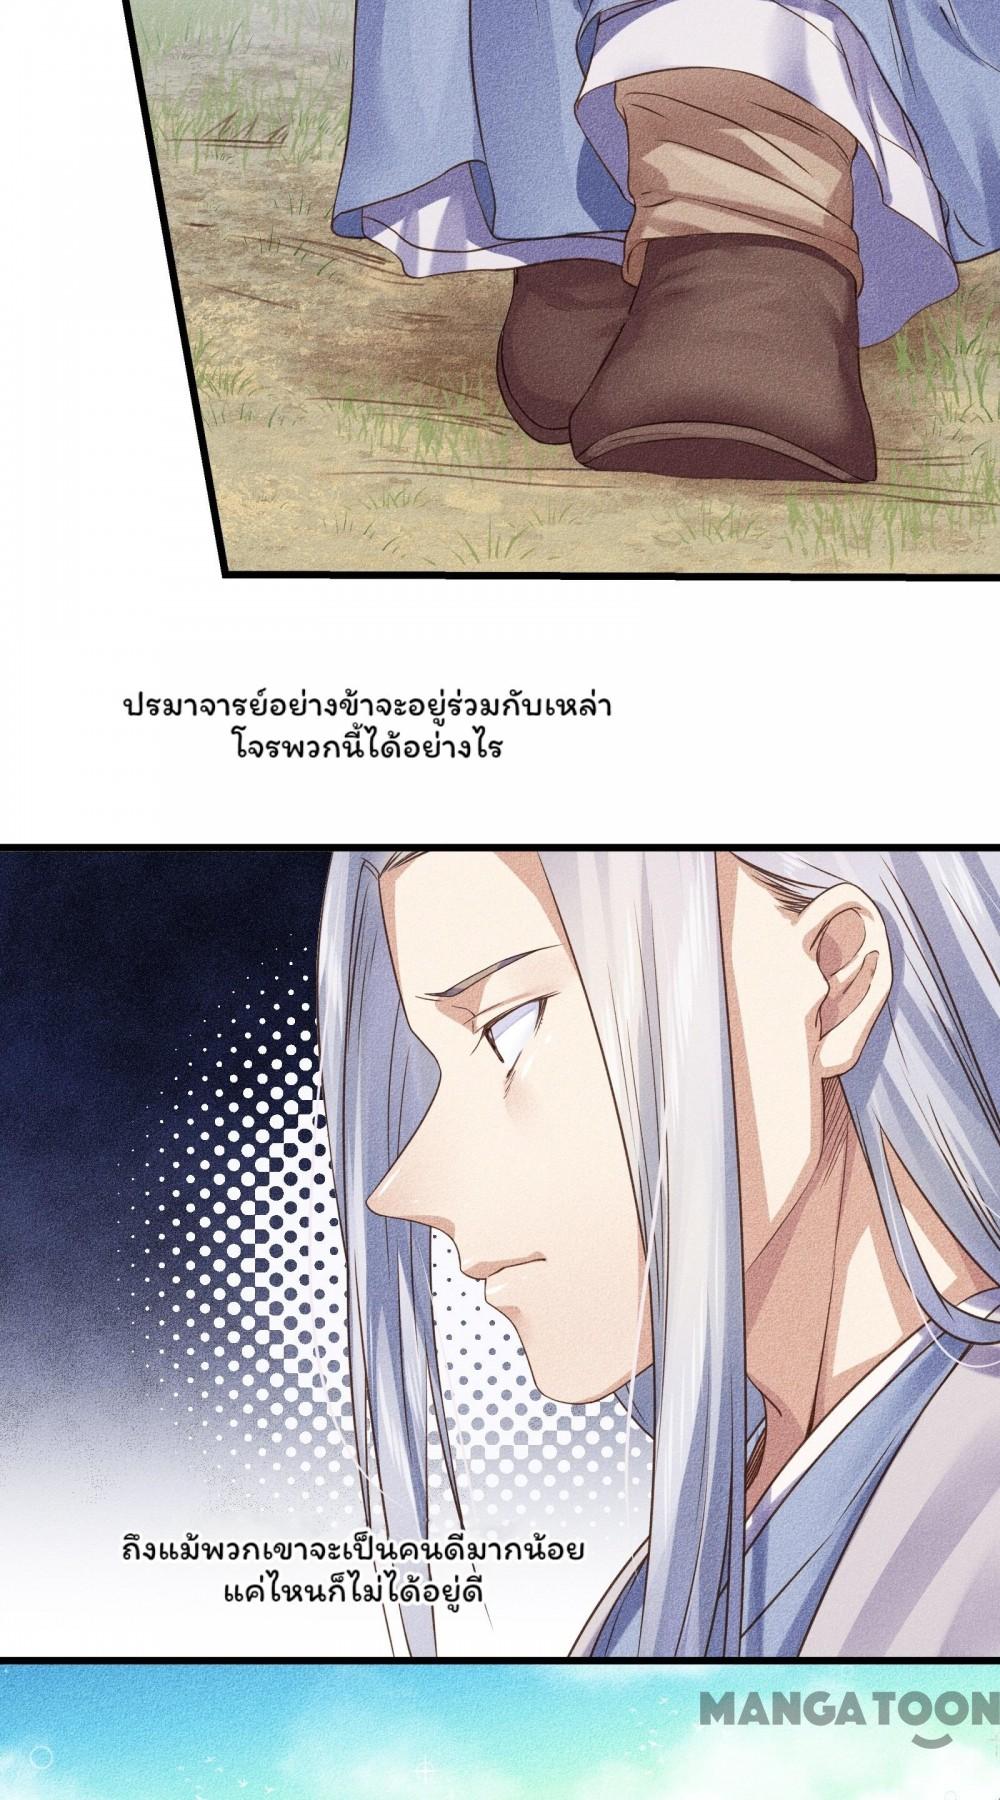 ปรมาจารย์อย่างข้าจะอยู่ร่วมกับเหล่า
โจรพวกนี้ได้อย่างไร
ถึงแม้พวกเขาจะเป็นคนดีมากน้อย
แค่ไหนก็ไม่ได้อยู่ดี
MANGATOON